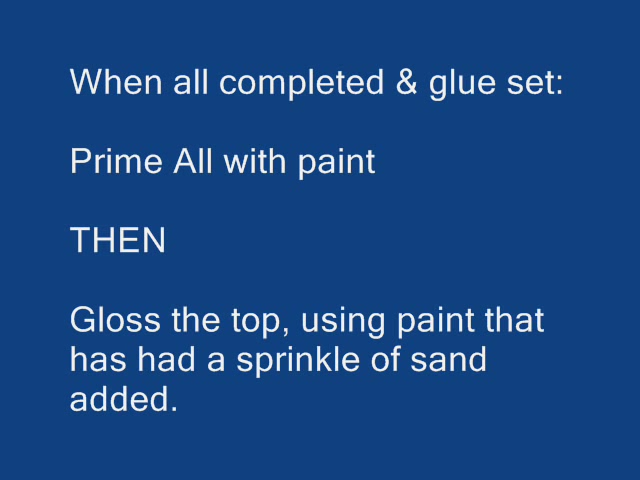 When all completed & glue set:
Prime All with paint
THEN
Gloss the top, using paint that
has had a sprinkle of sand
added.